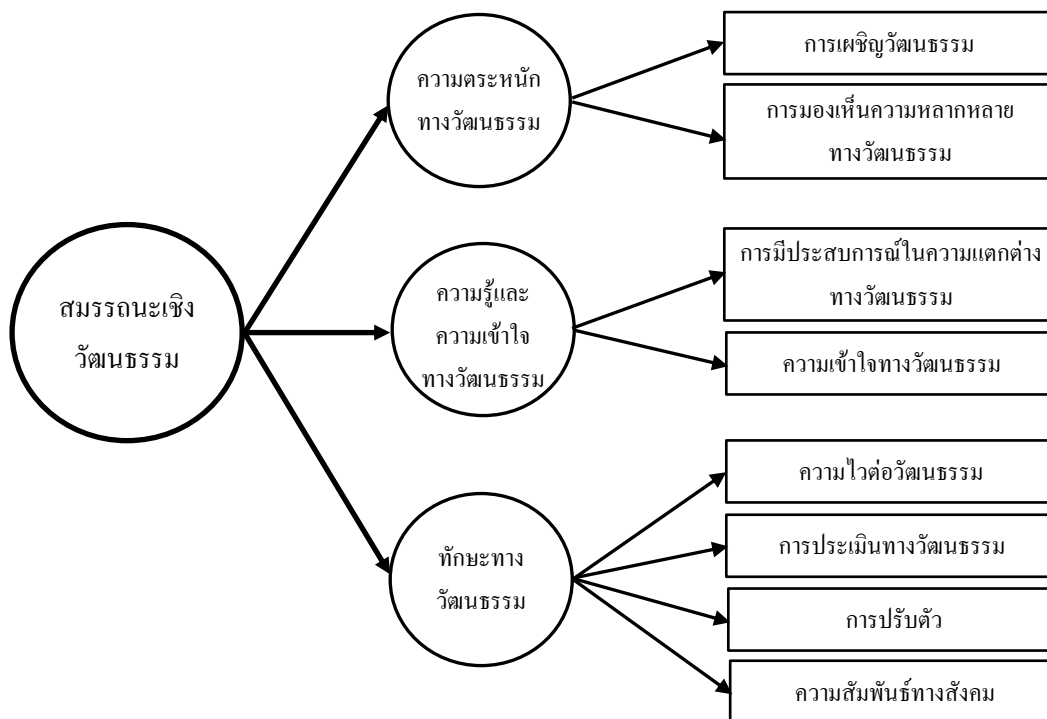 สมรรถนะเชิง
วัฒนธรรม
ความตระหนัก
ทางวัฒนธรรม
การเผชิญวัฒนธรรม
การมองเห็นความหลากหลาย
ทางวัฒนธรรม
ความรู้และ
ความเข้าใจ
ทางวัฒนธรรม
การมีประสบการณ์ในความแตกต่าง
ทางวัฒนธรรม
ความเข้าใจทางวัฒนธรรม
ทักษะทาง
วัฒนธรรม
ความไวต่อวัฒนธรรม
การประเมินทางวัฒนธรรม
การปรับตัว
ความสัมพันธ์ทางสังคม